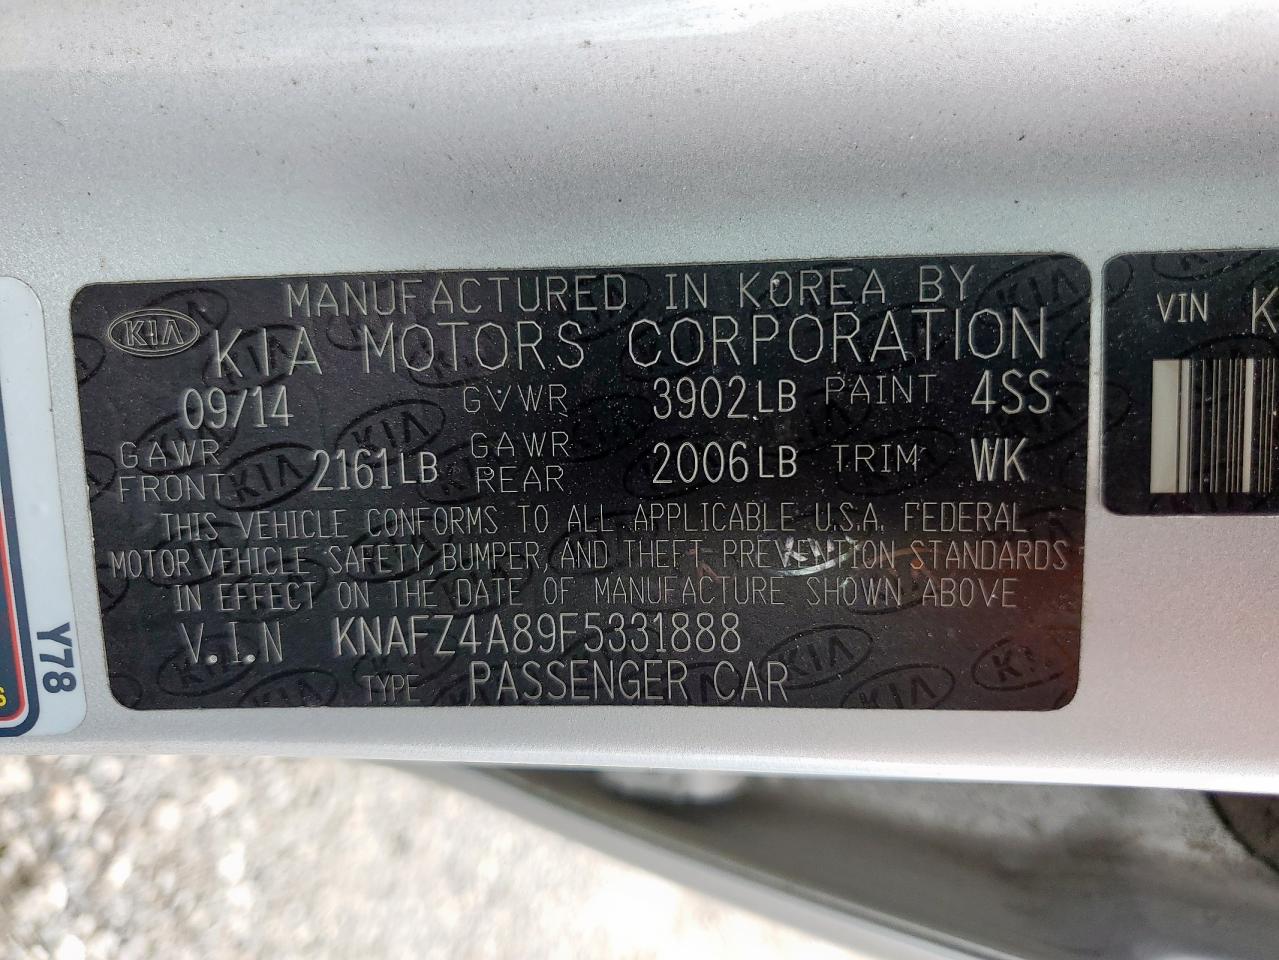 MANUFACTURED IN KOREA BY
KIA
KIA MOTORS CORPORATION
09/14 GVWR 3902LB PAINT 4SS
GAWR FRONT 2161LB GAWR REAR 2006LB TRIM WK
THIS VEHICLE CONFORMS TO ALL APPLICABLE U.S.A. FEDERAL
MOTOR VEHICLE SAFETY, BUMPER, AND THEFT PREVENTION STANDARDS
IN EFFECT ON THE DATE OF MANUFACTURE SHOWN ABOVE
V.I.N KNAFZ4A89F5331888
TYPE PASSENGER CAR
VIN K
Y78
S